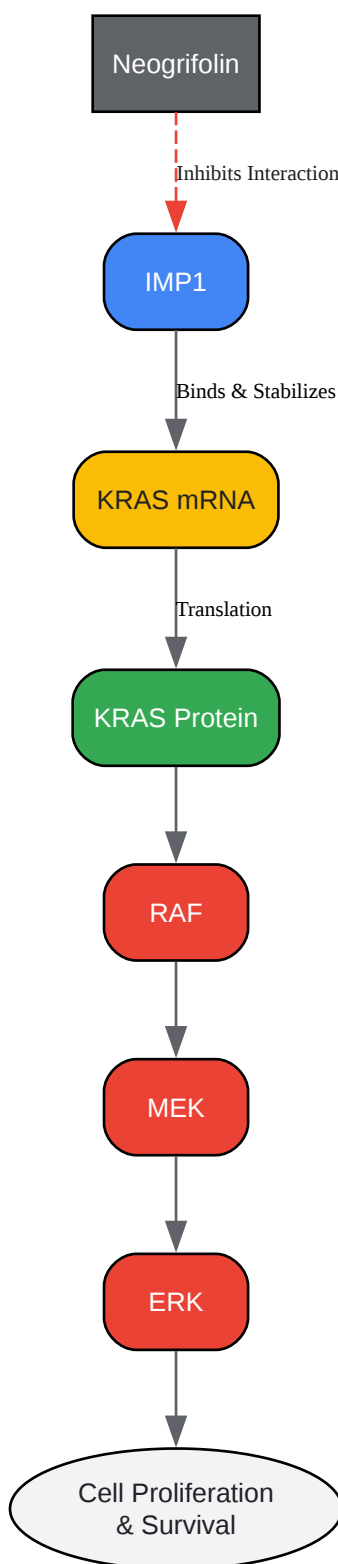 Neogrifolin
Inhibits Interaction
IMP1
Binds & Stabilizes
KRAS mRNA
Translation
KRAS Protein
RAF
MEK
ERK
Cell Proliferation
& Survival